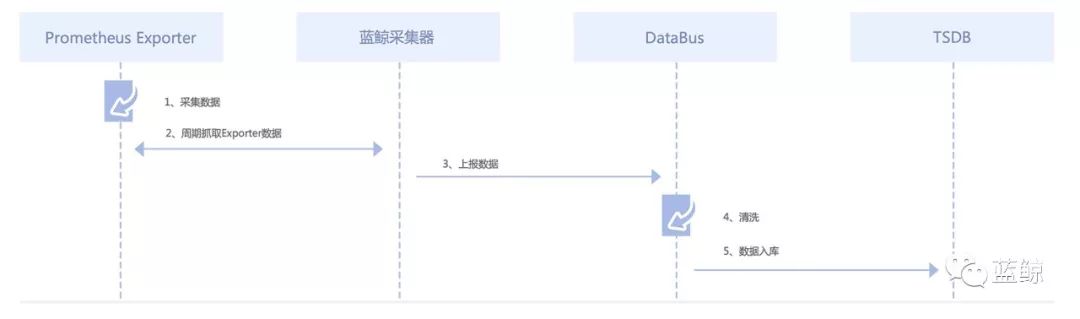 Prometheus Exporter
蓝鲸采集器
DataBus
TSDB
1、采集数据
2、周期抓取Exporter数据
3、上报数据
4、清洗
5、数据入库
蓝鲸